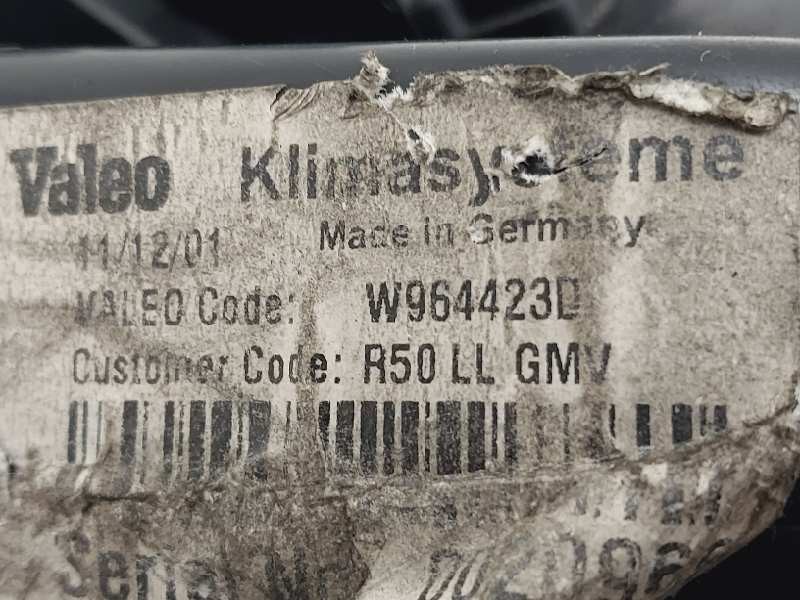 Valeo Klimasysteme
11/12/01 Made in Germany
VALEO Code: W964423D
Customer Code: R50 LL GMV